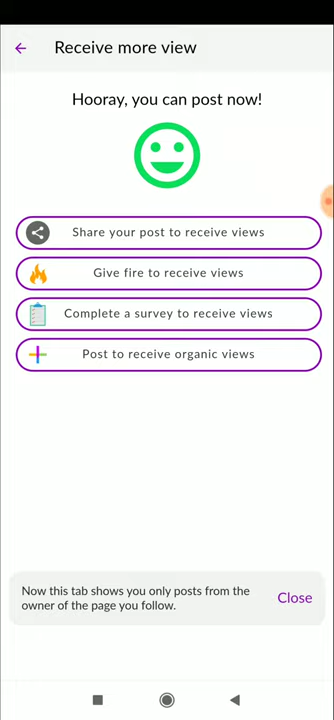 Receive more view
Hooray, you can post now!
Share your post to receive views
Give fire to receive views
Complete a survey to receive views
Post to receive organic views
Now this tab shows you only posts from the
owner of the page you follow.
Close